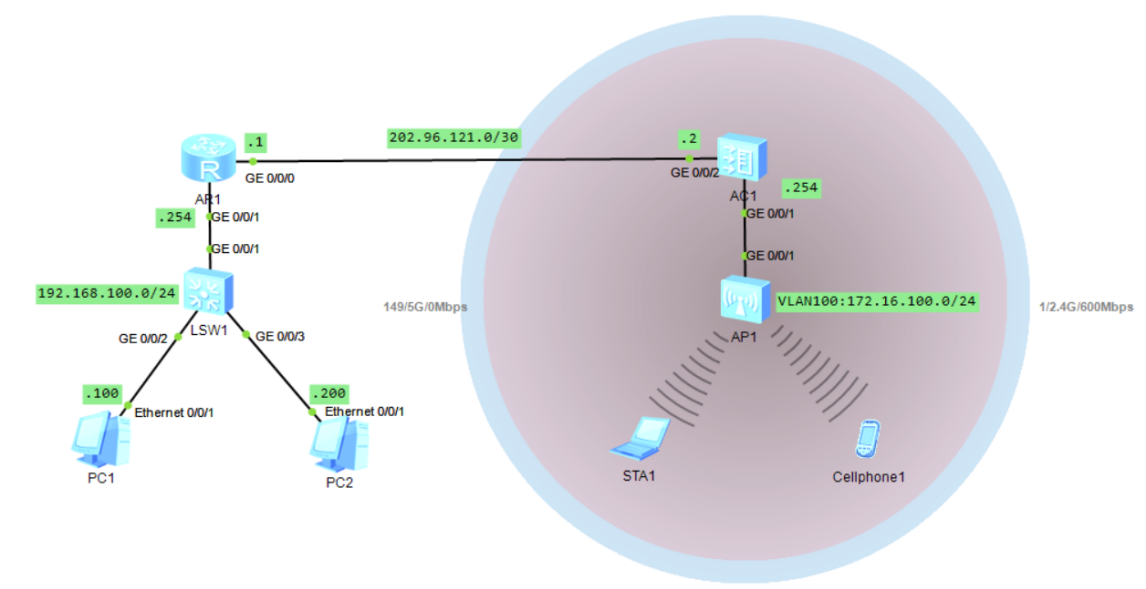 202.96.121.0/30
.1
.2
R
GE 0/0/0
GE 0/0/2
AR1
AC1
.254
.254
GE 0/0/1
GE 0/0/1
GE 0/0/1
GE 0/0/1
192.168.100.0/24
VLAN100:172.16.100.0/24
149/5G/0Mbps
1/2.4G/600Mbps
LSW1
AP1
GE 0/0/2
GE 0/0/3
.100
.200
Ethernet 0/0/1
Ethernet 0/0/1
PC1
PC2
STA1
Cellphone1